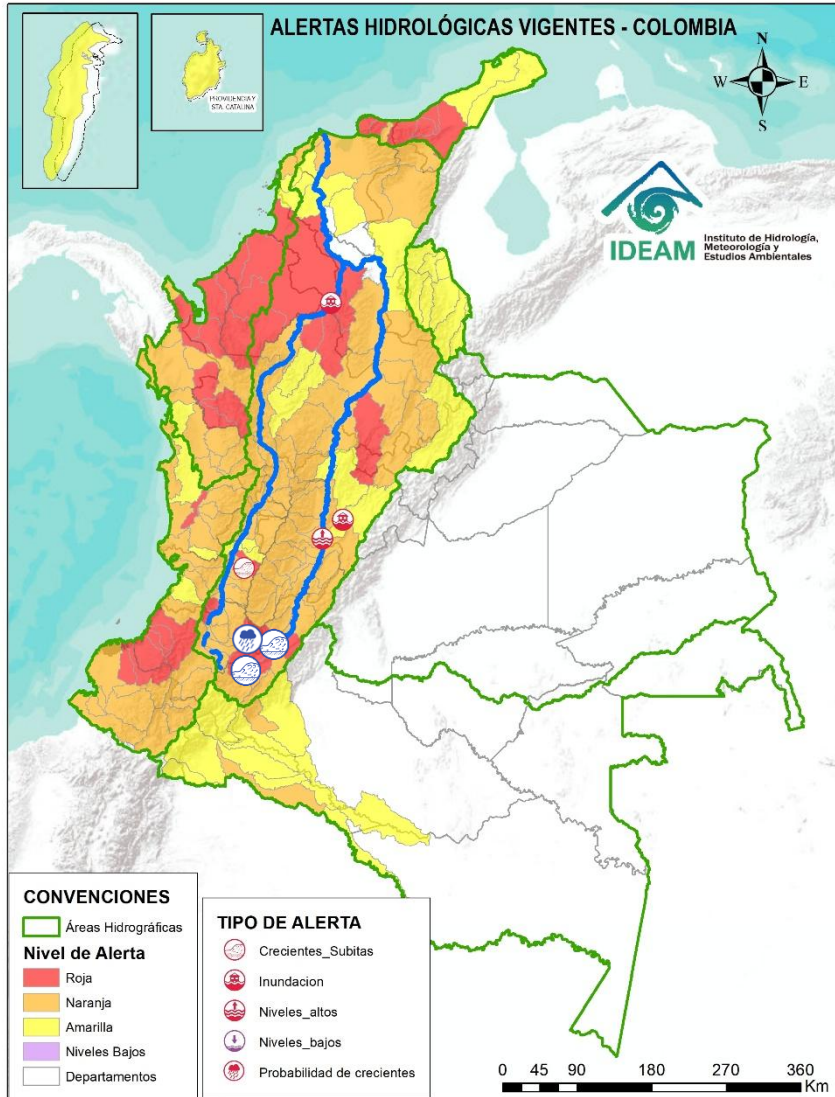 ALERTAS HIDROLÓGICAS VIGENTES - COLOMBIA
PROVIDENCIA Y
STA. CATALINA
N
W
E
S
IDEAM
Instituto de Hidrología,
Meteorología y
Estudios Ambientales
CONVENCIONES
Áreas Hidrográficas
Nivel de Alerta
Roja
Naranja
Amarilla
Niveles Bajos
Departamentos
TIPO DE ALERTA
Crecientes_Subitas
Inundacion
Niveles_altos
Niveles_bajos
Probabilidad de crecientes
0 45 90 180 270 360
Km